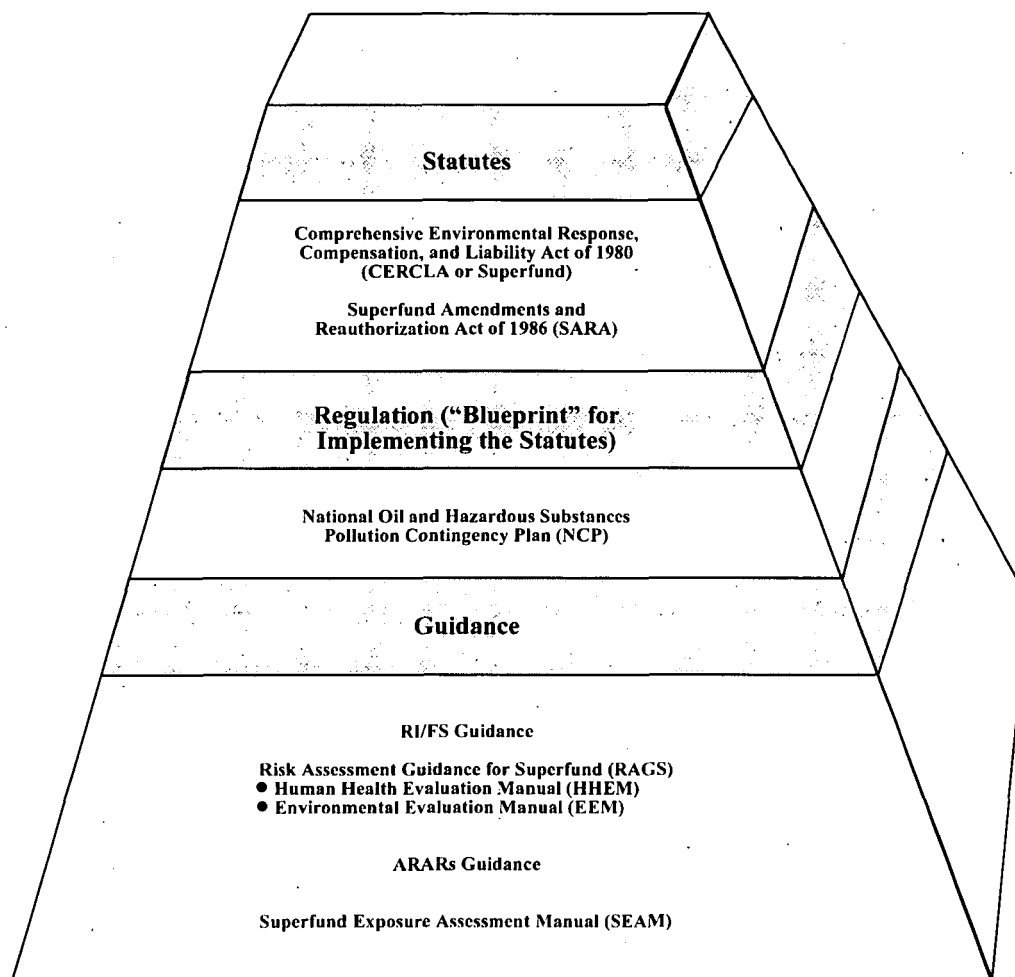 Statutes
Comprehensive Environmental Response,
Compensation, and Liability Act of 1980
(CERCLA or Superfund)
Superfund Amendments and
Reauthorization Act of 1986 (SARA)
Regulation (“Blueprint” for
Implementing the Statutes)
National Oil and Hazardous Substances
Pollution Contingency Plan (NCP)
Guidance
RI/FS Guidance
Risk Assessment Guidance for Superfund (RAGS)
● Human Health Evaluation Manual (HHEM)
● Environmental Evaluation Manual (EEM)
ARARs Guidance
Superfund Exposure Assessment Manual (SEAM)